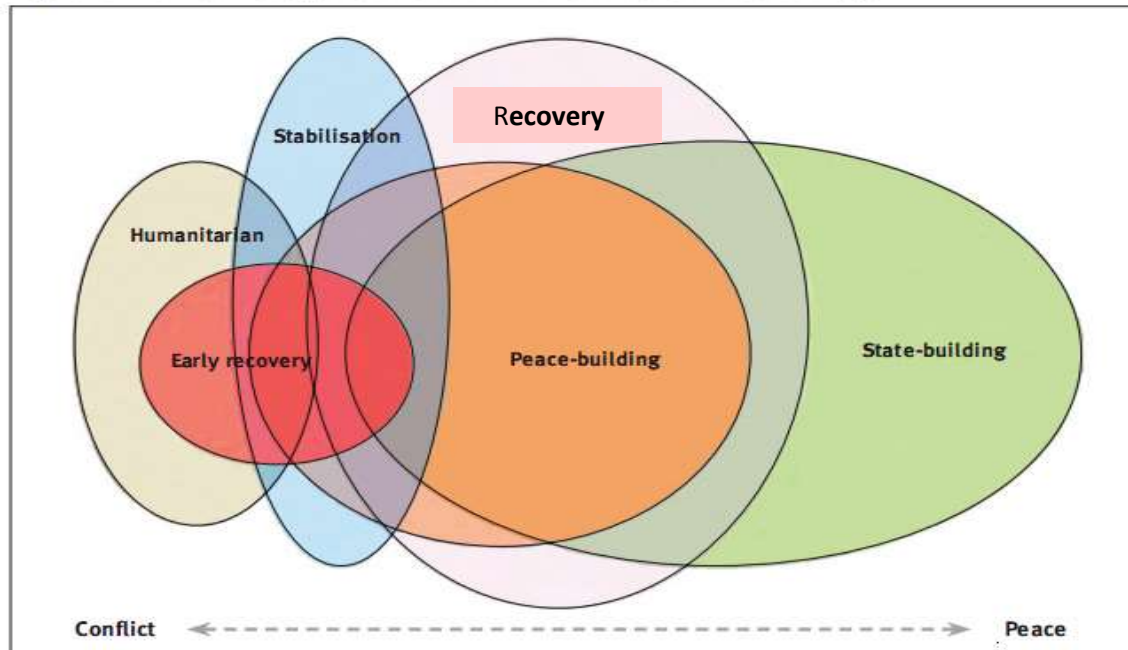 Recovery
Stabilisation
Humanitarian
Early recovery
Peace-building
State-building
Conflict
Peace